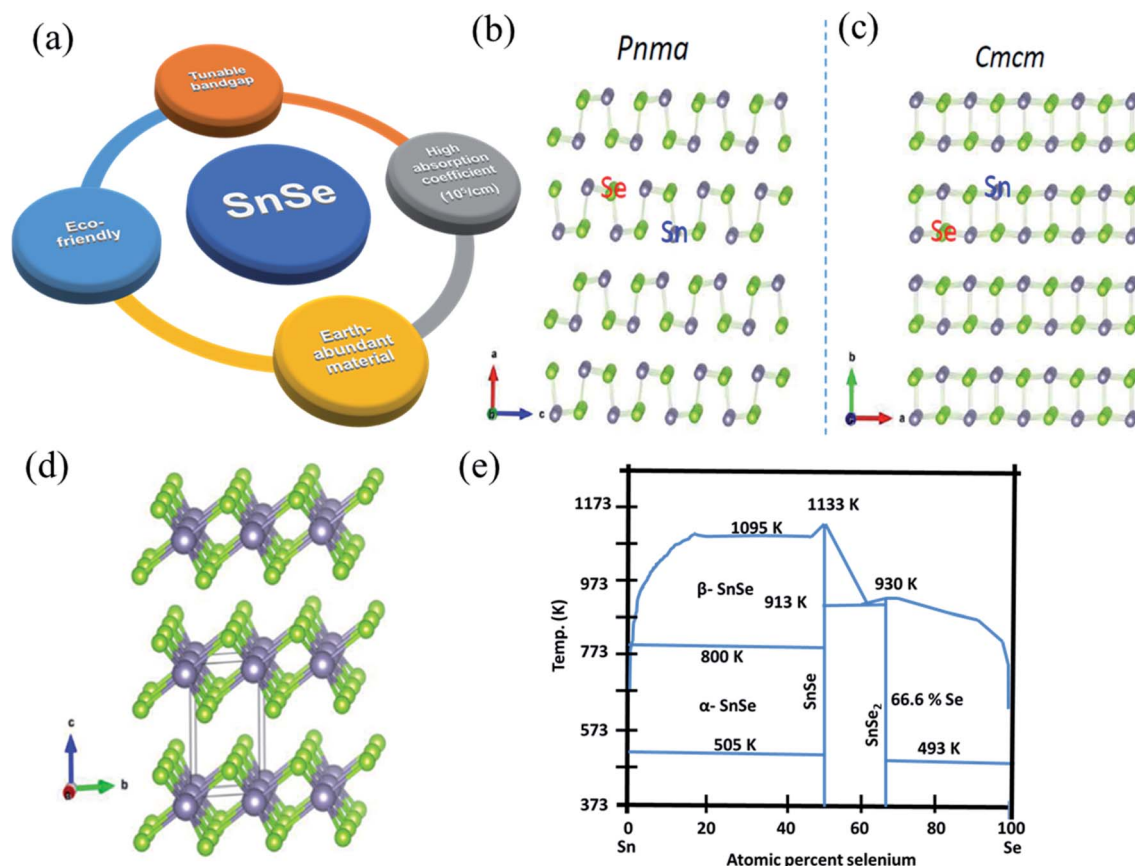 (a)
Tunable
bandgap
SnSe
High
absorption
coefficient
(10⁵/cm)
Eco-
friendly
Earth-
abundant
material
(b)
Pnma
Se
Sn
a
b
c
(c)
Cmcm
Sn
Se
b
a
(d)
c
b
(e)
1173
973
773
573
373
Temp. (K)
1133 K
1095 K
930 K
β- SnSe
913 K
800 K
SnSe
SnSe₂
66.6 % Se
α- SnSe
505 K
493 K
0 20 40 60 80 100
Sn Se
Atomic percent selenium